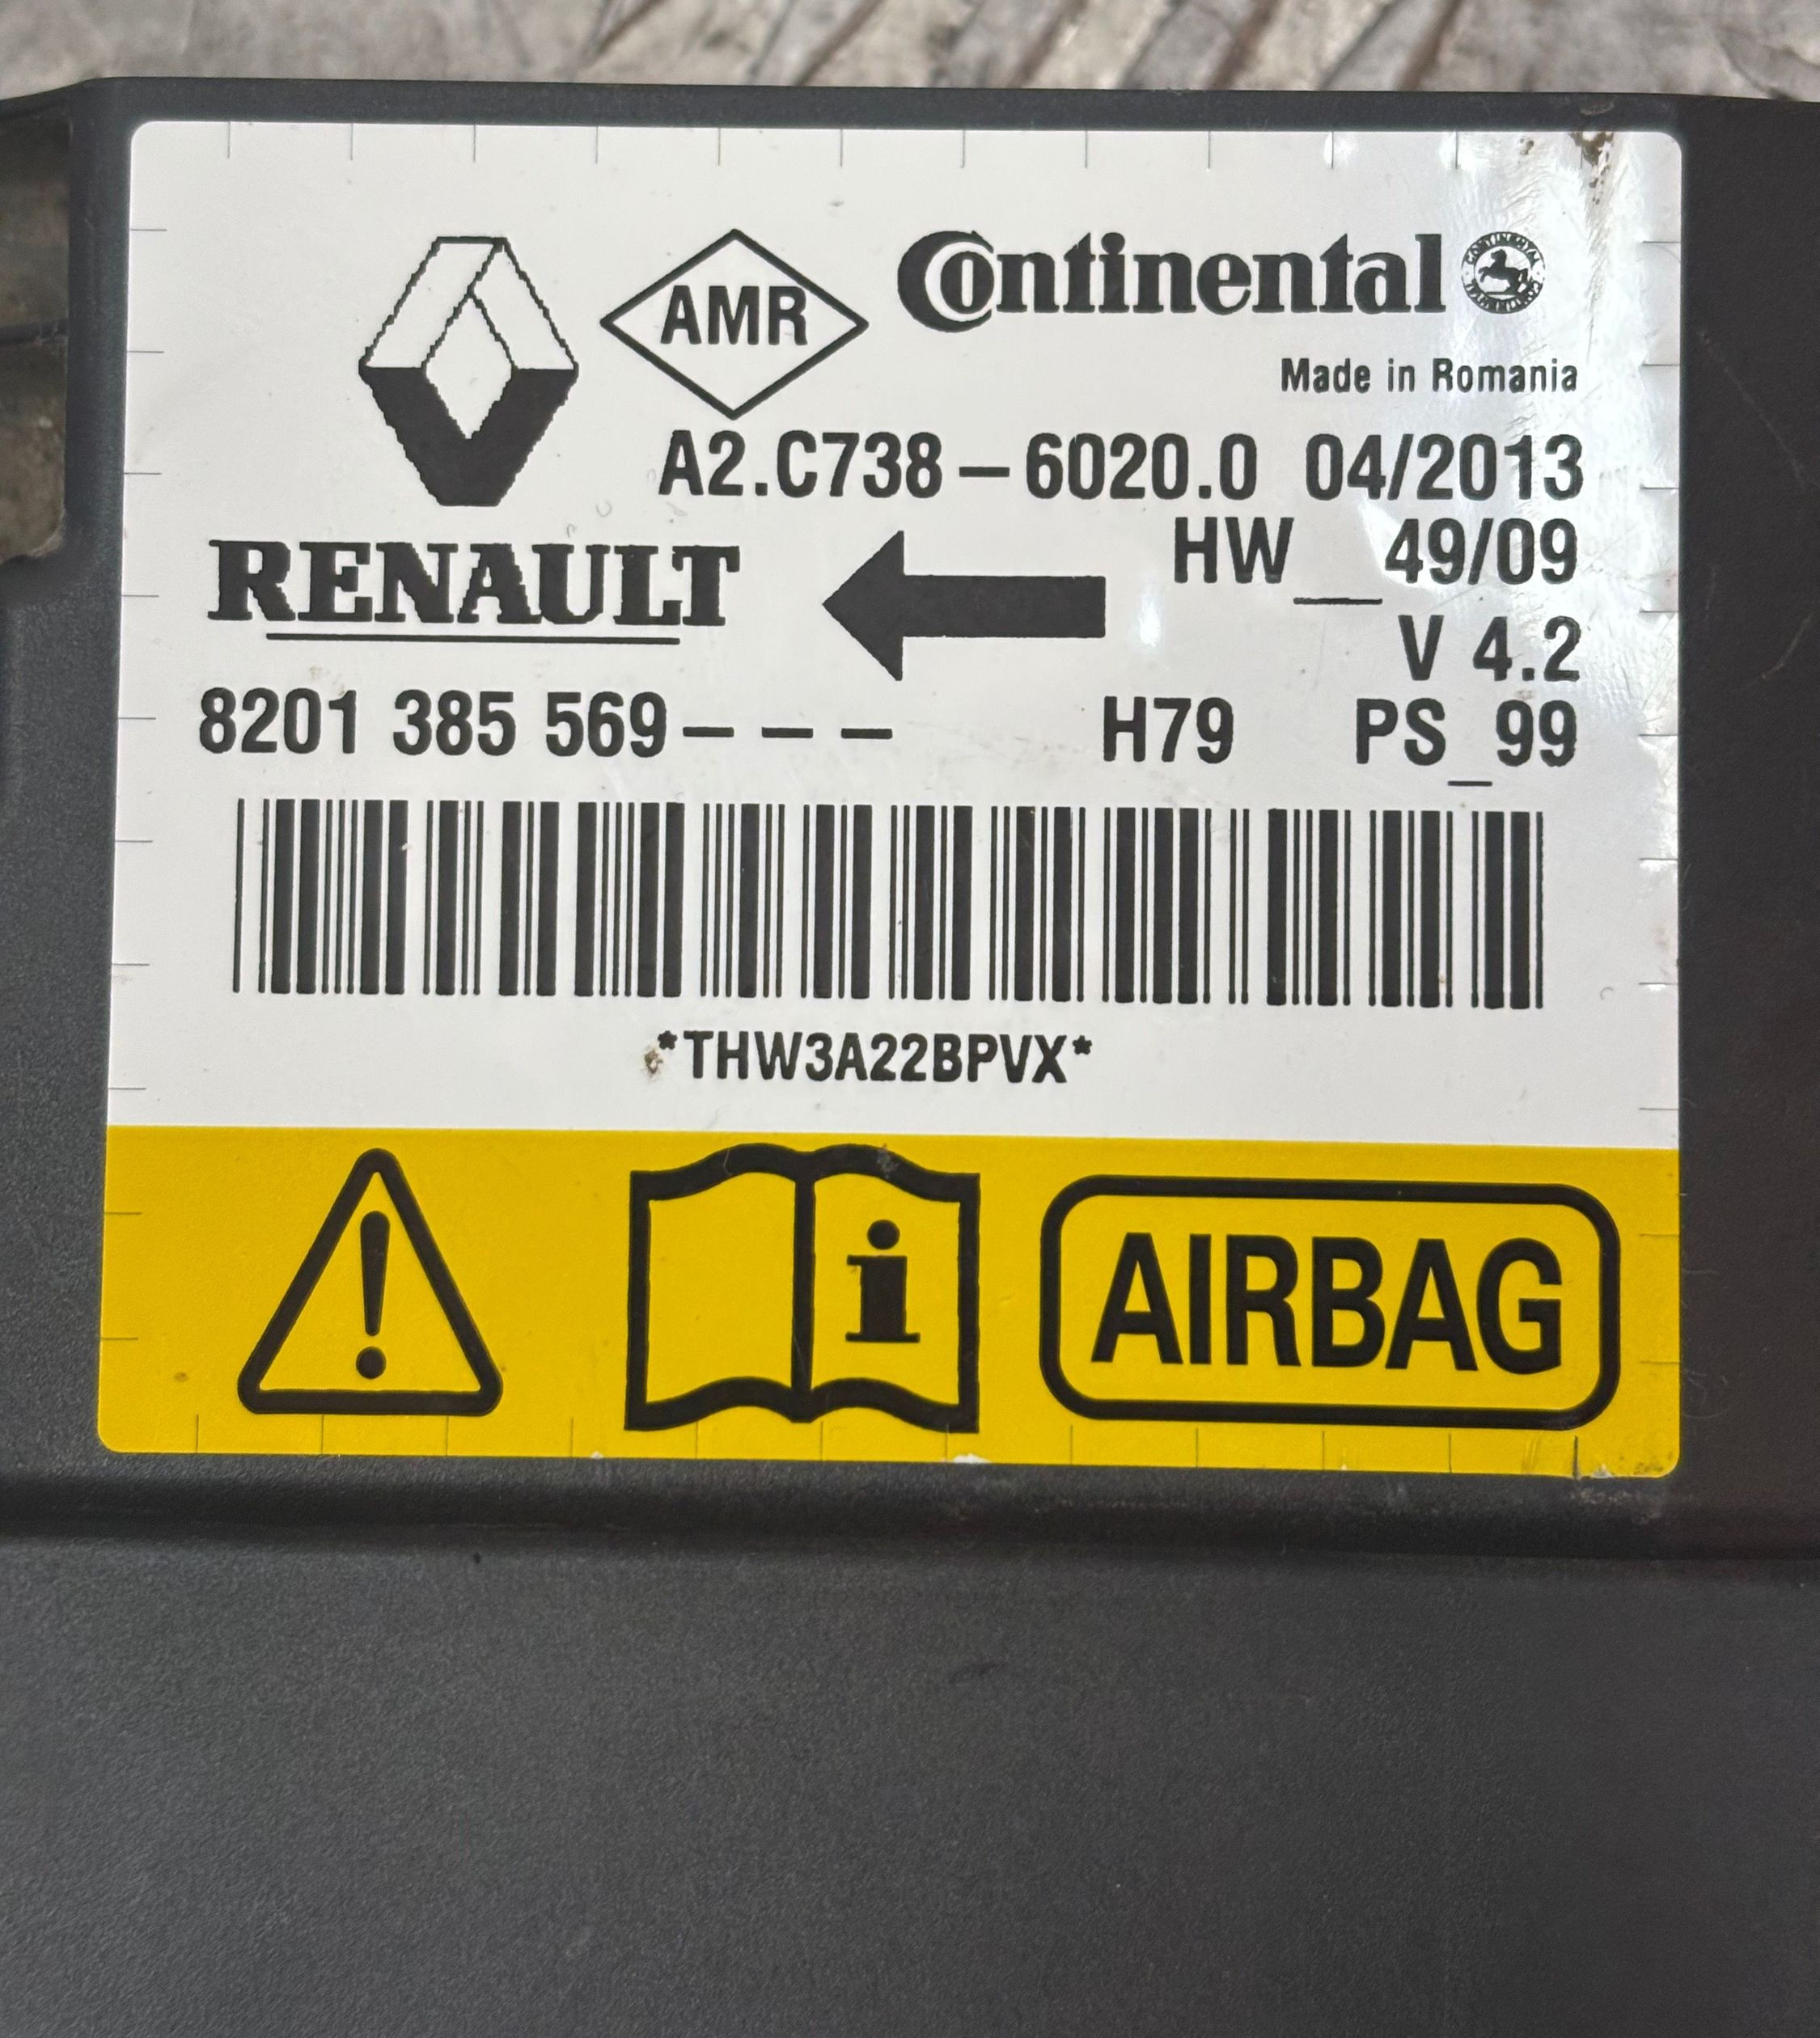 AMR
Continental
Made in Romania
A2.C738–6020.0 04/2013
HW__49/09
RENAULT
V 4.2
8201 385 569--- H79 PS_99
*THW3A22BPVX*
i
AIRBAG